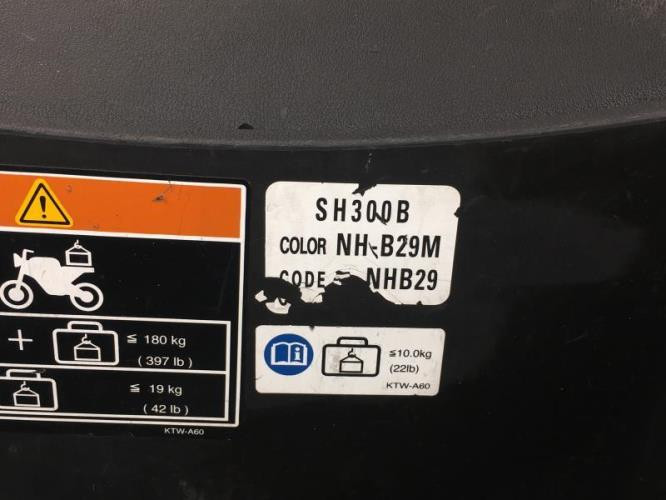 SH300B
COLOR NH-B29M
CODE NHB29
+ ≦ 180 kg
( 397 lb )
≦ 19 kg
( 42 lb )
KTW-A60
≦10.0kg
(22lb)
KTW-A60